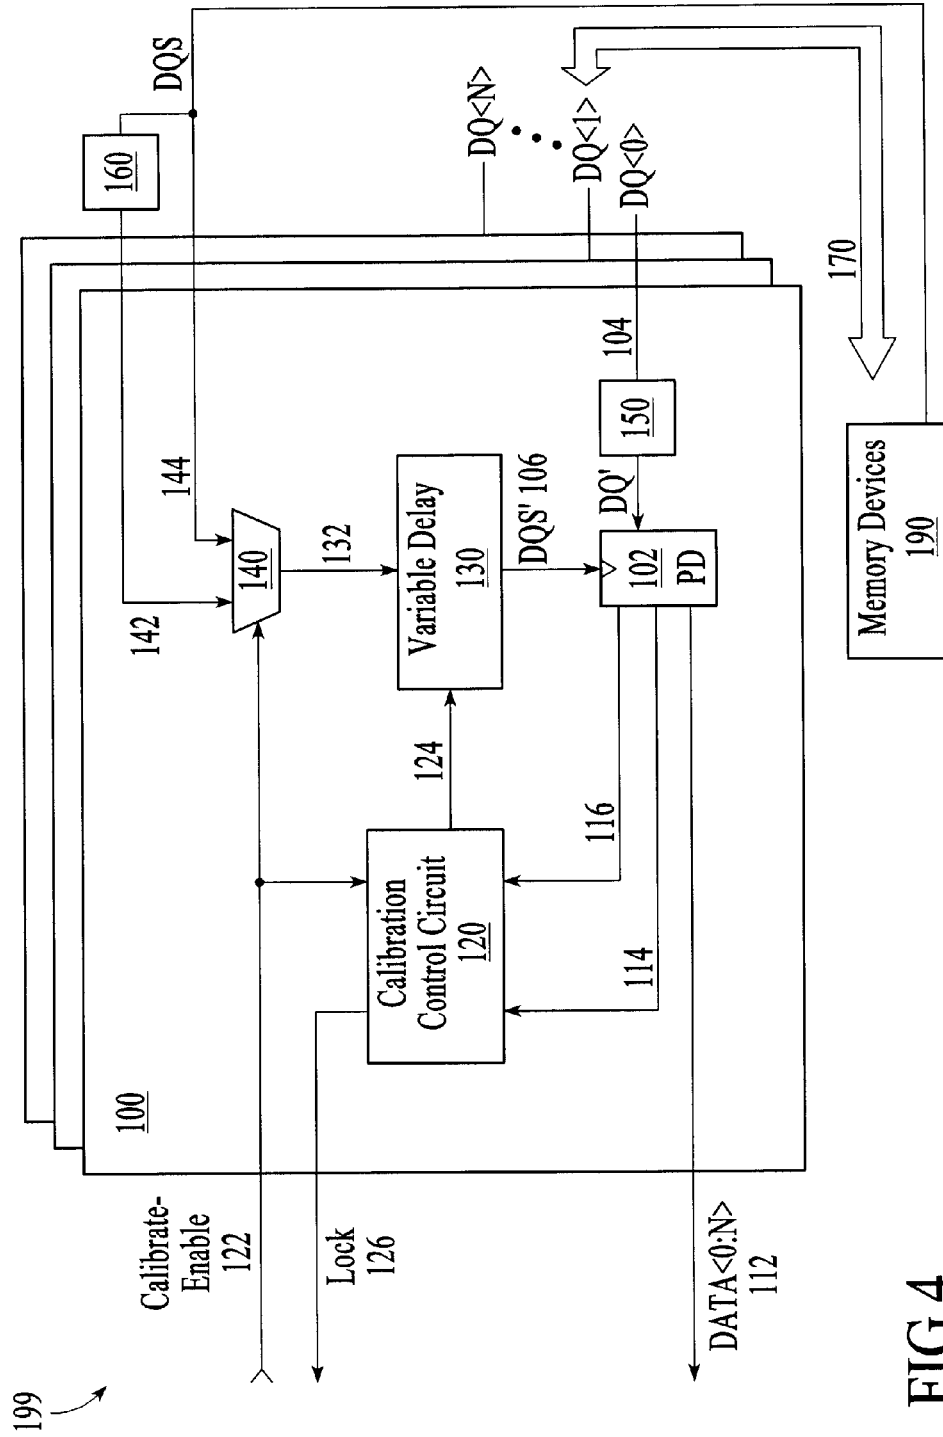 199
100
Calibrate-
Enable
122
Lock
126
DATA<0:N>
112
Calibration
Control Circuit
120
124
114
116
142
144
140
132
Variable Delay
130
DQS' 106
102
PD
DQ'
150
104
160
DQS
DQ<N>
DQ<1>
DQ<0>
170
Memory Devices
190
FIG.4